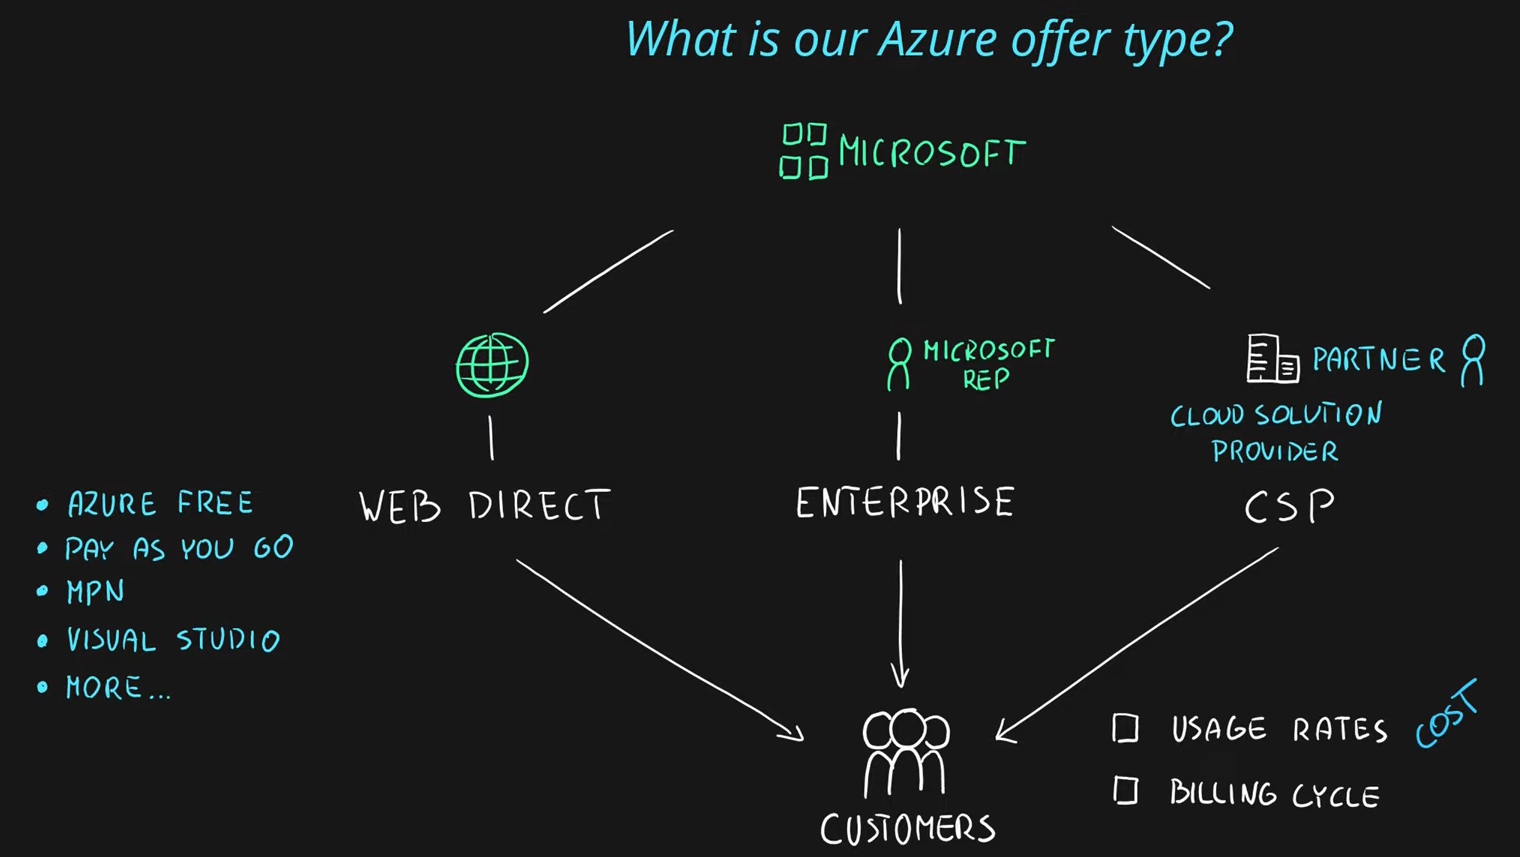 What is our Azure offer type?
MICROSOFT
MICROSOFT
REP
PARTNER
CLOUD SOLUTION
PROVIDER
WEB DIRECT
ENTERPRISE
CSP
• AZURE FREE
• PAY AS YOU GO
• MPN
• VISUAL STUDIO
• MORE...
CUSTOMERS
USAGE RATES
COST
BILLING CYCLE